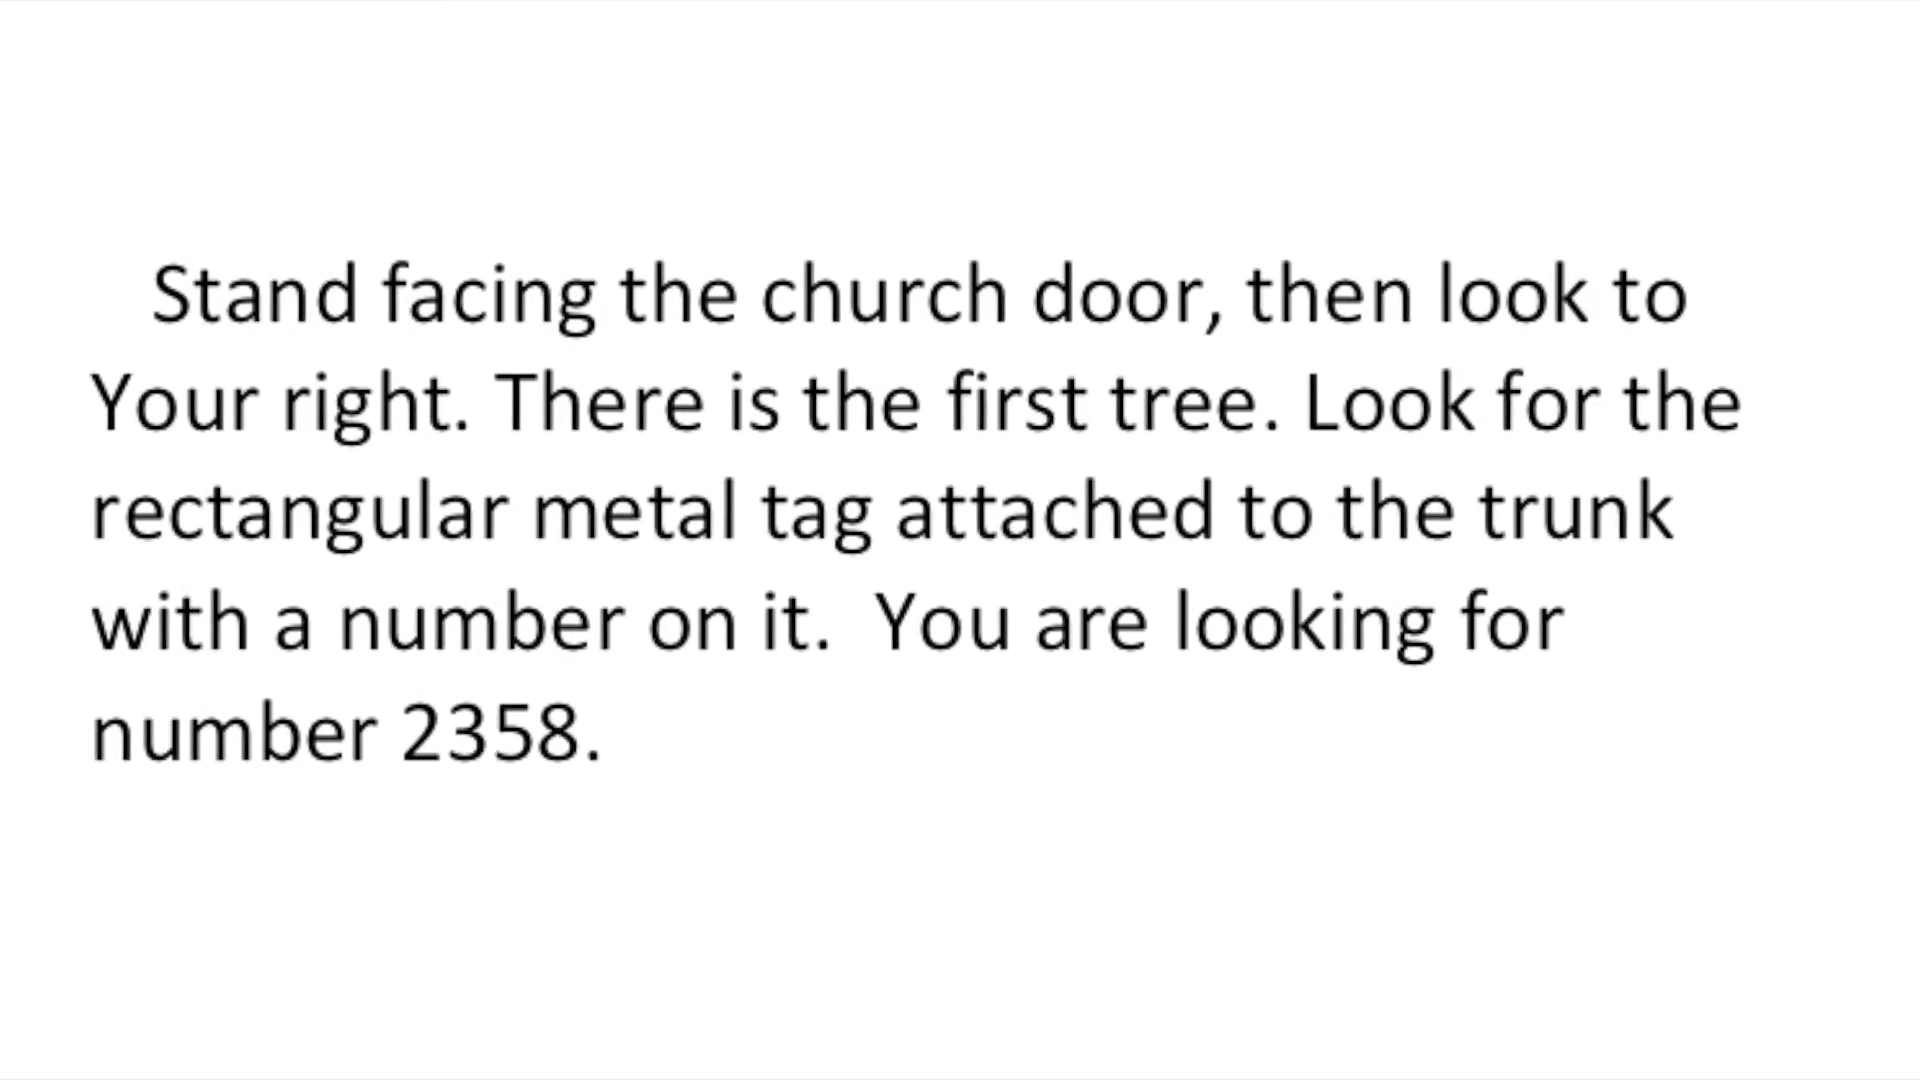 Stand facing the church door, then look to
Your right. There is the first tree. Look for the
rectangular metal tag attached to the trunk
with a number on it.  You are looking for
number 2358.